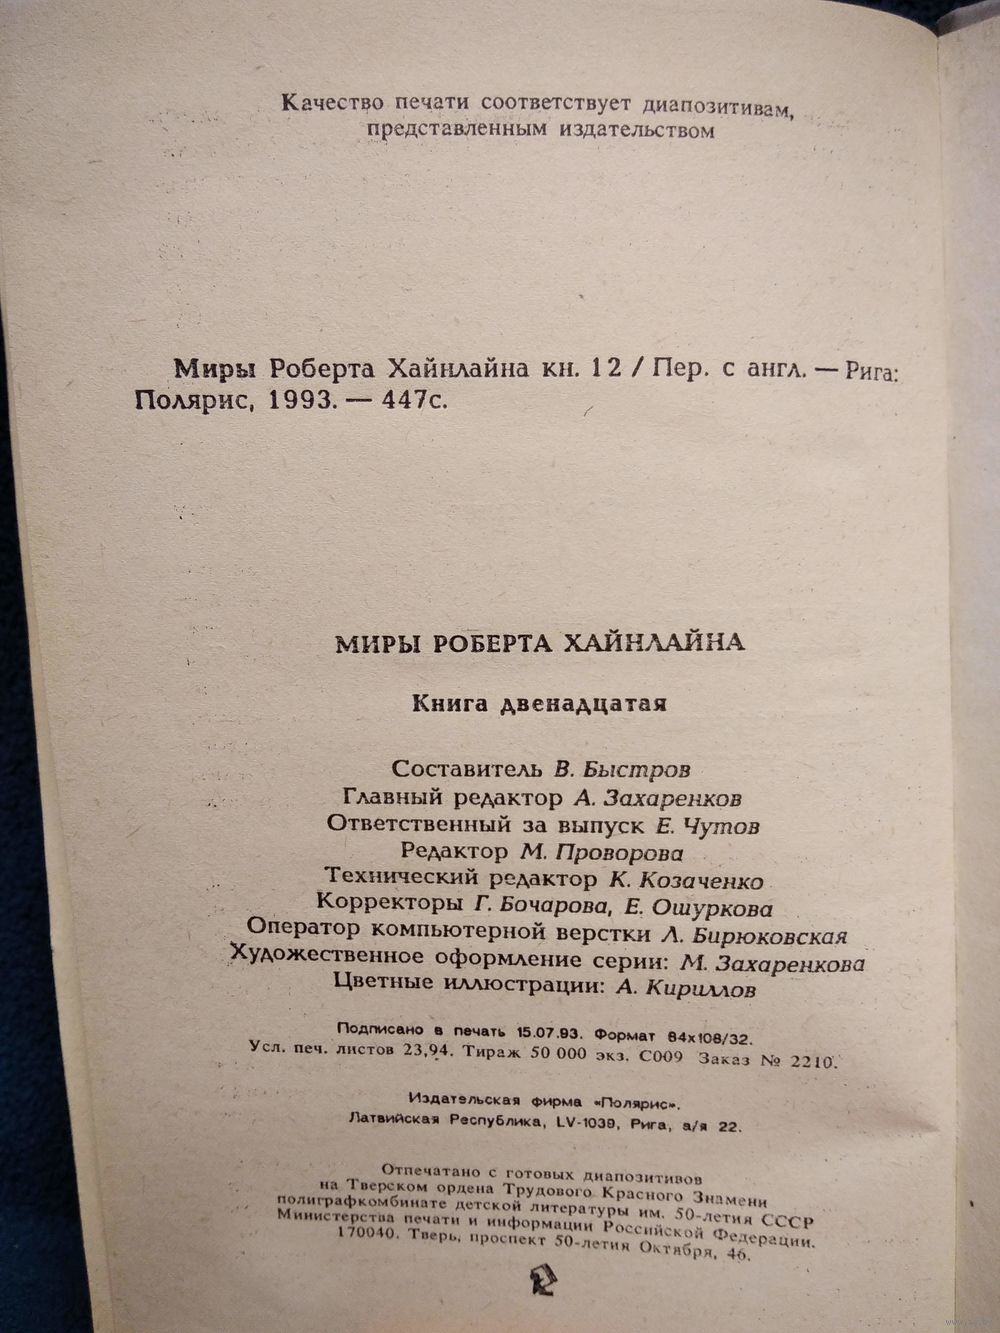 Качество печати соответствует диапозитивам,
представленным издательством
Миры Роберта Хайнлайна кн. 12 / Пер. с англ. — Рига:
Полярис, 1993. — 447с.
МИРЫ РОБЕРТА ХАЙНЛАЙНА
Книга двенадцатая
Составитель В. Быстров
Главный редактор А. Захаренков
Ответственный за выпуск Е. Чутов
Редактор М. Проворова
Технический редактор К. Козаченко
Корректоры Г. Бочарова, Е. Ошуркова
Оператор компьютерной верстки Л. Бирюковская
Художественное оформление серии: М. Захаренкова
Цветные иллюстрации: А. Кириллов
Подписано в печать 15.07.93. Формат 84x108/32.
Усл. печ. листов 23,94. Тираж 50 000 экз. С009 Заказ № 2210.
Издательская фирма «Полярис».
Латвийская Республика, LV-1039, Рига, а/я 22.
Отпечатано с готовых диапозитивов
на Тверском ордена Трудового Красного Знамени
полиграфкомбинате детской литературы им. 50-летия СССР
Министерства печати и информации Российской Федерации.
170040. Тверь, проспект 50-летия Октября, 46.